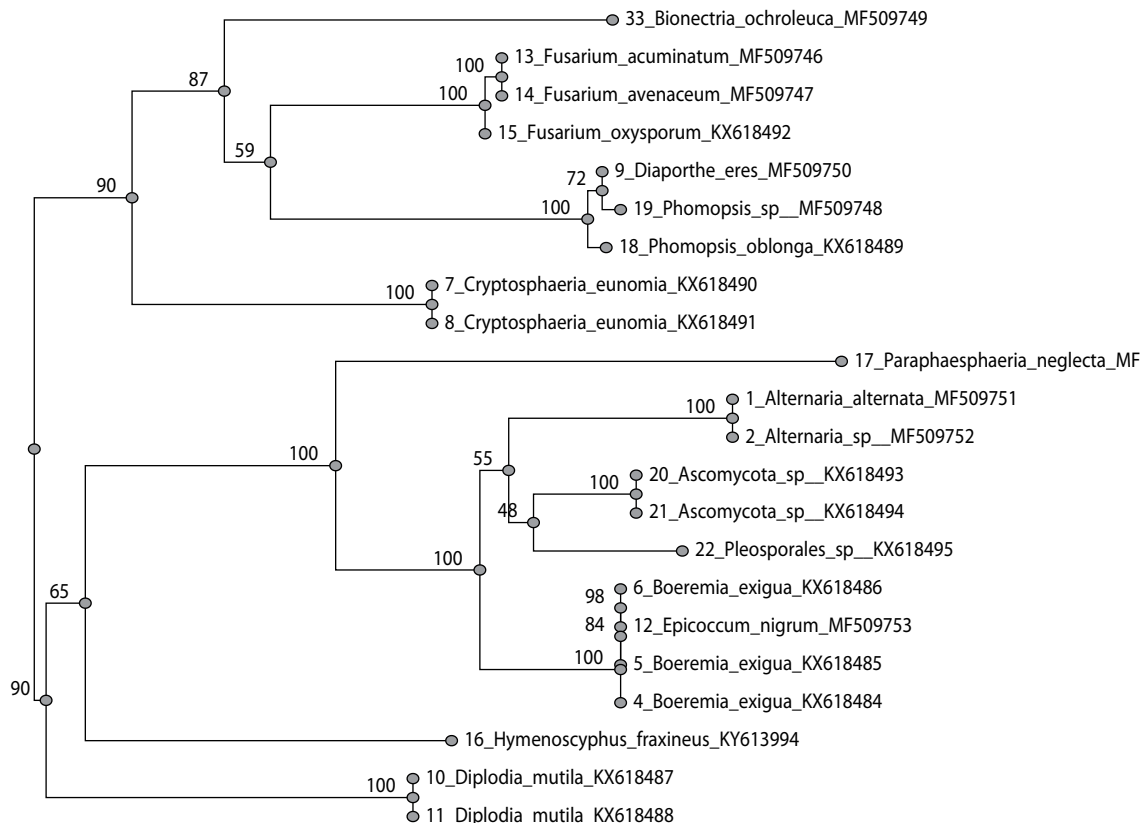 33_Bionectria_ochroleuca_MF509749
13_Fusarium_acuminatum_MF509746
100
87
14_Fusarium_avenaceum_MF509747
100
15_Fusarium_oxysporum_KX618492
59
9_Diaporthe_eres_MF509750
72
90
19_Phomopsis_sp__MF509748
100
18_Phomopsis_oblonga_KX618489
7_Cryptosphaeria_eunomia_KX618490
100
8_Cryptosphaeria_eunomia_KX618491
17_Paraphaesphaeria_neglecta_MF
1_Alternaria_alternata_MF509751
100
2_Alternaria_sp__MF509752
100
55
20_Ascomycota_sp__KX618493
100
48
21_Ascomycota_sp__KX618494
22_Pleosporales_sp__KX618495
100
6_Boeremia_exigua_KX618486
65
98
84
12_Epicoccum_nigrum_MF509753
100
5_Boeremia_exigua_KX618485
90
4_Boeremia_exigua_KX618484
16_Hymenoscyphus_fraxineus_KY613994
10_Diplodia_mutila_KX618487
100
11_Diplodia_mutila_KX618488